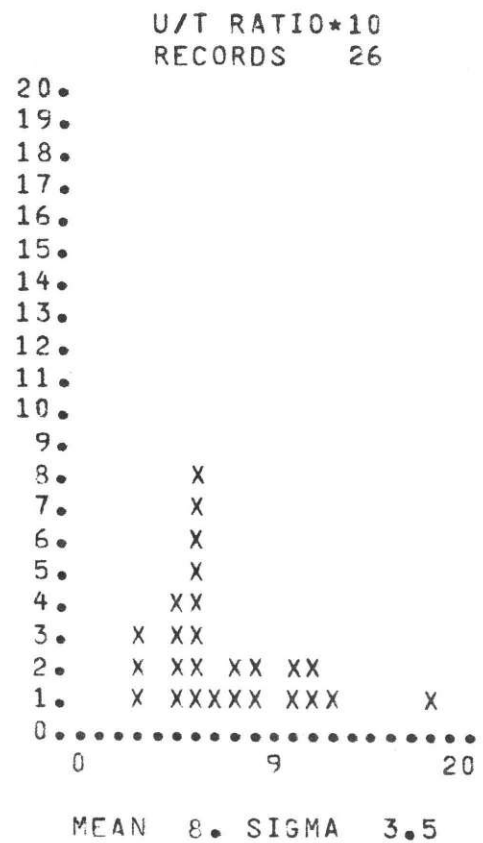 U/T RATIO*10
RECORDS 26
20.
19.
18.
17.
16.
15.
14.
13.
12.
11.
10.
9.
8. X
7. X
6. X
5. X
4. XX
3. X XX
2. X XX XX XX
1. X XXXXX XXX X
0......................
0 9 20
MEAN 8. SIGMA 3.5